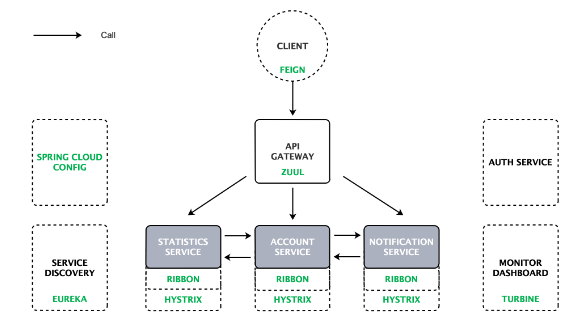 Call
CLIENT
FEIGN
API
GATEWAY
ZUUL
SPRING CLOUD
CONFIG
AUTH SERVICE
SERVICE
DISCOVERY
EUREKA
STATISTICS
SERVICE
RIBBON
HYSTRIX
ACCOUNT
SERVICE
RIBBON
HYSTRIX
NOTIFICATION
SERVICE
RIBBON
HYSTRIX
MONITOR
DASHBOARD
TURBINE